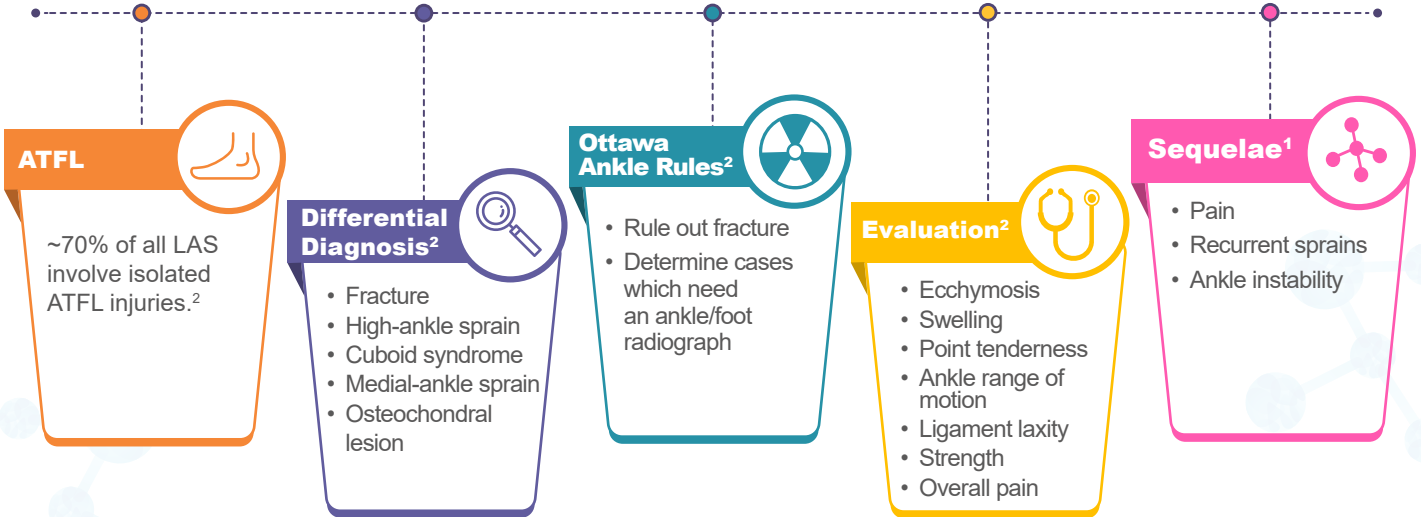 ATFL
~70% of all LAS
involve isolated
ATFL injuries.2
Differential
Diagnosis2
• Fracture
• High-ankle sprain
• Cuboid syndrome
• Medial-ankle sprain
• Osteochondral
lesion
Ottawa
Ankle Rules2
• Rule out fracture
• Determine cases
which need
an ankle/foot
radiograph
Evaluation2
• Ecchymosis
• Swelling
• Point tenderness
• Ankle range of
motion
• Ligament laxity
• Strength
• Overall pain
Sequelae1
• Pain
• Recurrent sprains
• Ankle instability